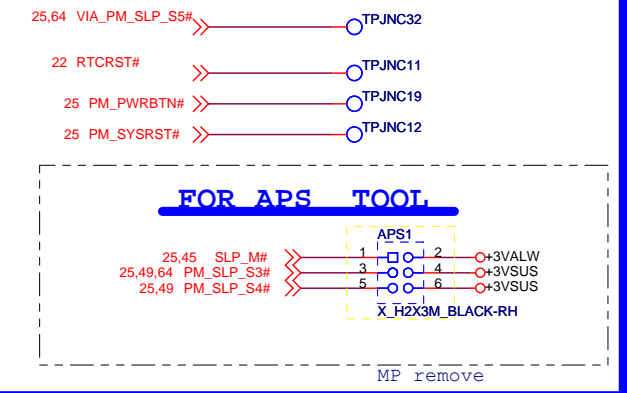 25,64 VIA_PM_SLP_S5# TPJNC32
22 RTCRST# TPJNC11
25 PM_PWRBTN# TPJNC19
25 PM_SYSRST# TPJNC12
FOR APS TOOL
APS1
25,45 SLP_M# 1 2 +3VALW
25,49,64 PM_SLP_S3# 3 4 +3VSUS
25,49 PM_SLP_S4# 5 6 +3VSUS
X_H2X3M_BLACK-RH
MP remove